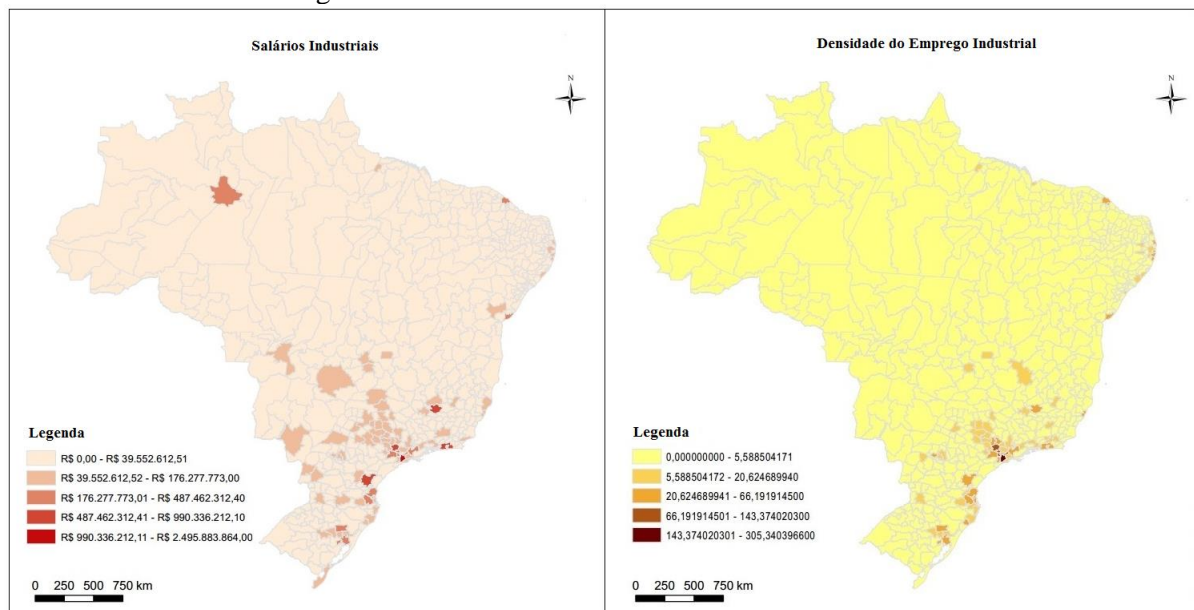 Salários Industriais
N
Legenda
R$ 0,00 - R$ 39.552.612,51
R$ 39.552.612,52 - R$ 176.277.773,00
R$ 176.277.773,01 - R$ 487.462.312,40
R$ 487.462.312,41 - R$ 990.336.212,10
R$ 990.336.212,11 - R$ 2.495.883.864,00
0 250 500 750 km
Densidade do Emprego Industrial
N
Legenda
0,000000000 - 5,588504171
5,588504172 - 20,624689940
20,624689941 - 66,191914500
66,191914501 - 143,374020300
143,374020301 - 305,340396600
0 250 500 750 km